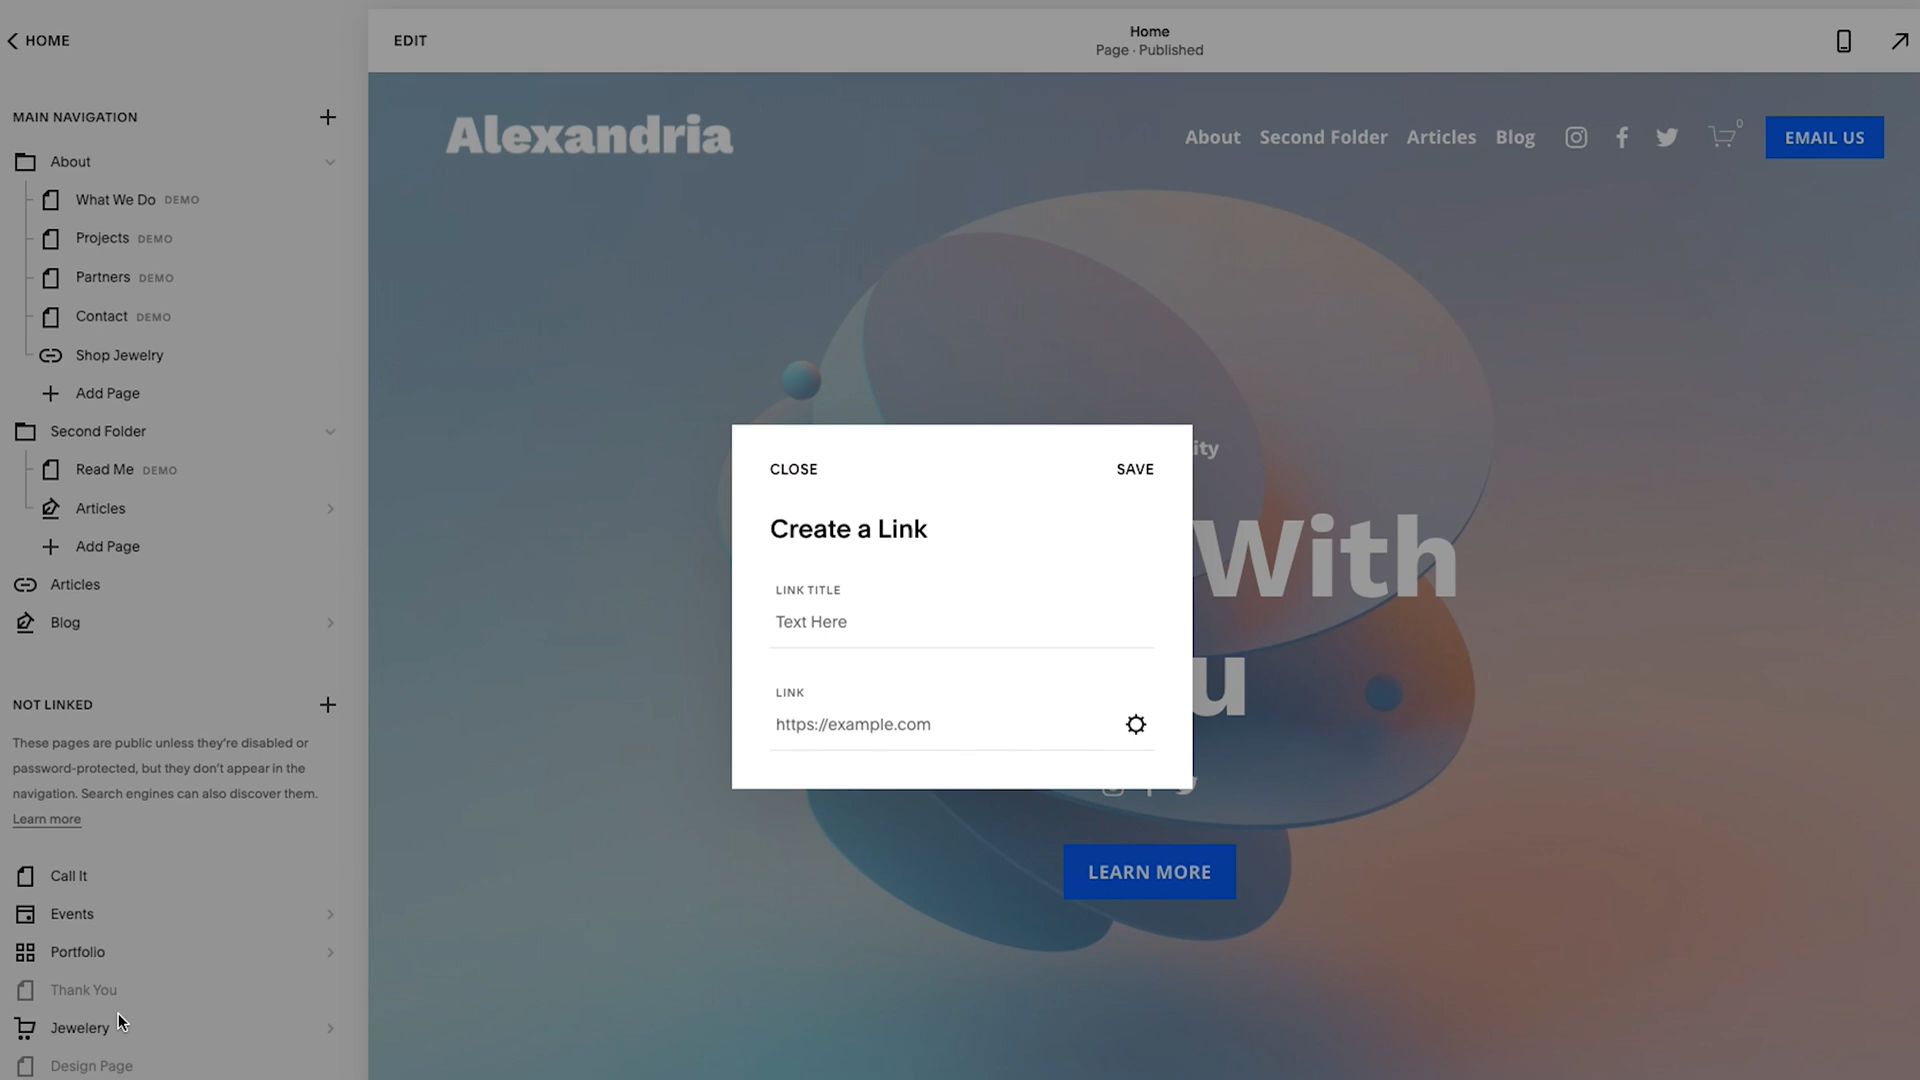 HOME
MAIN NAVIGATION
About
What We Do DEMO
Projects DEMO
Partners DEMO
Contact DEMO
Shop Jewelry
Add Page
Second Folder
Read Me DEMO
Articles
Add Page
Articles
Blog
NOT LINKED
These pages are public unless they're disabled or
password-protected, but they don't appear in the
navigation. Search engines can also discover them.
Learn more
Call It
Events
Portfolio
Thank You
Jewelery
Design Page
EDIT
Home
Page · Published
Alexandria
About Second Folder Articles Blog
0
EMAIL US
ity
With
u
CLOSE SAVE
Create a Link
LINK TITLE
Text Here
LINK
https://example.com
LEARN MORE